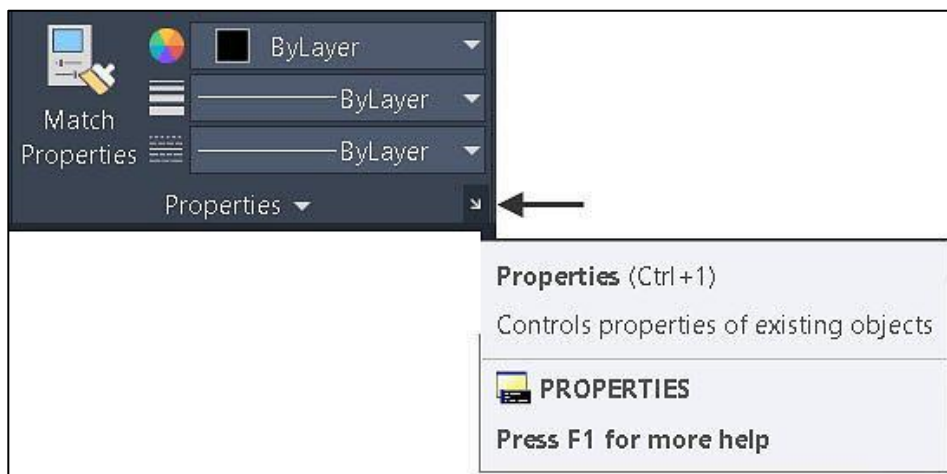 ByLayer
Match
Properties
ByLayer
ByLayer
Properties
Properties (Ctrl+1)
Controls properties of existing objects
PROPERTIES
Press F1 for more help